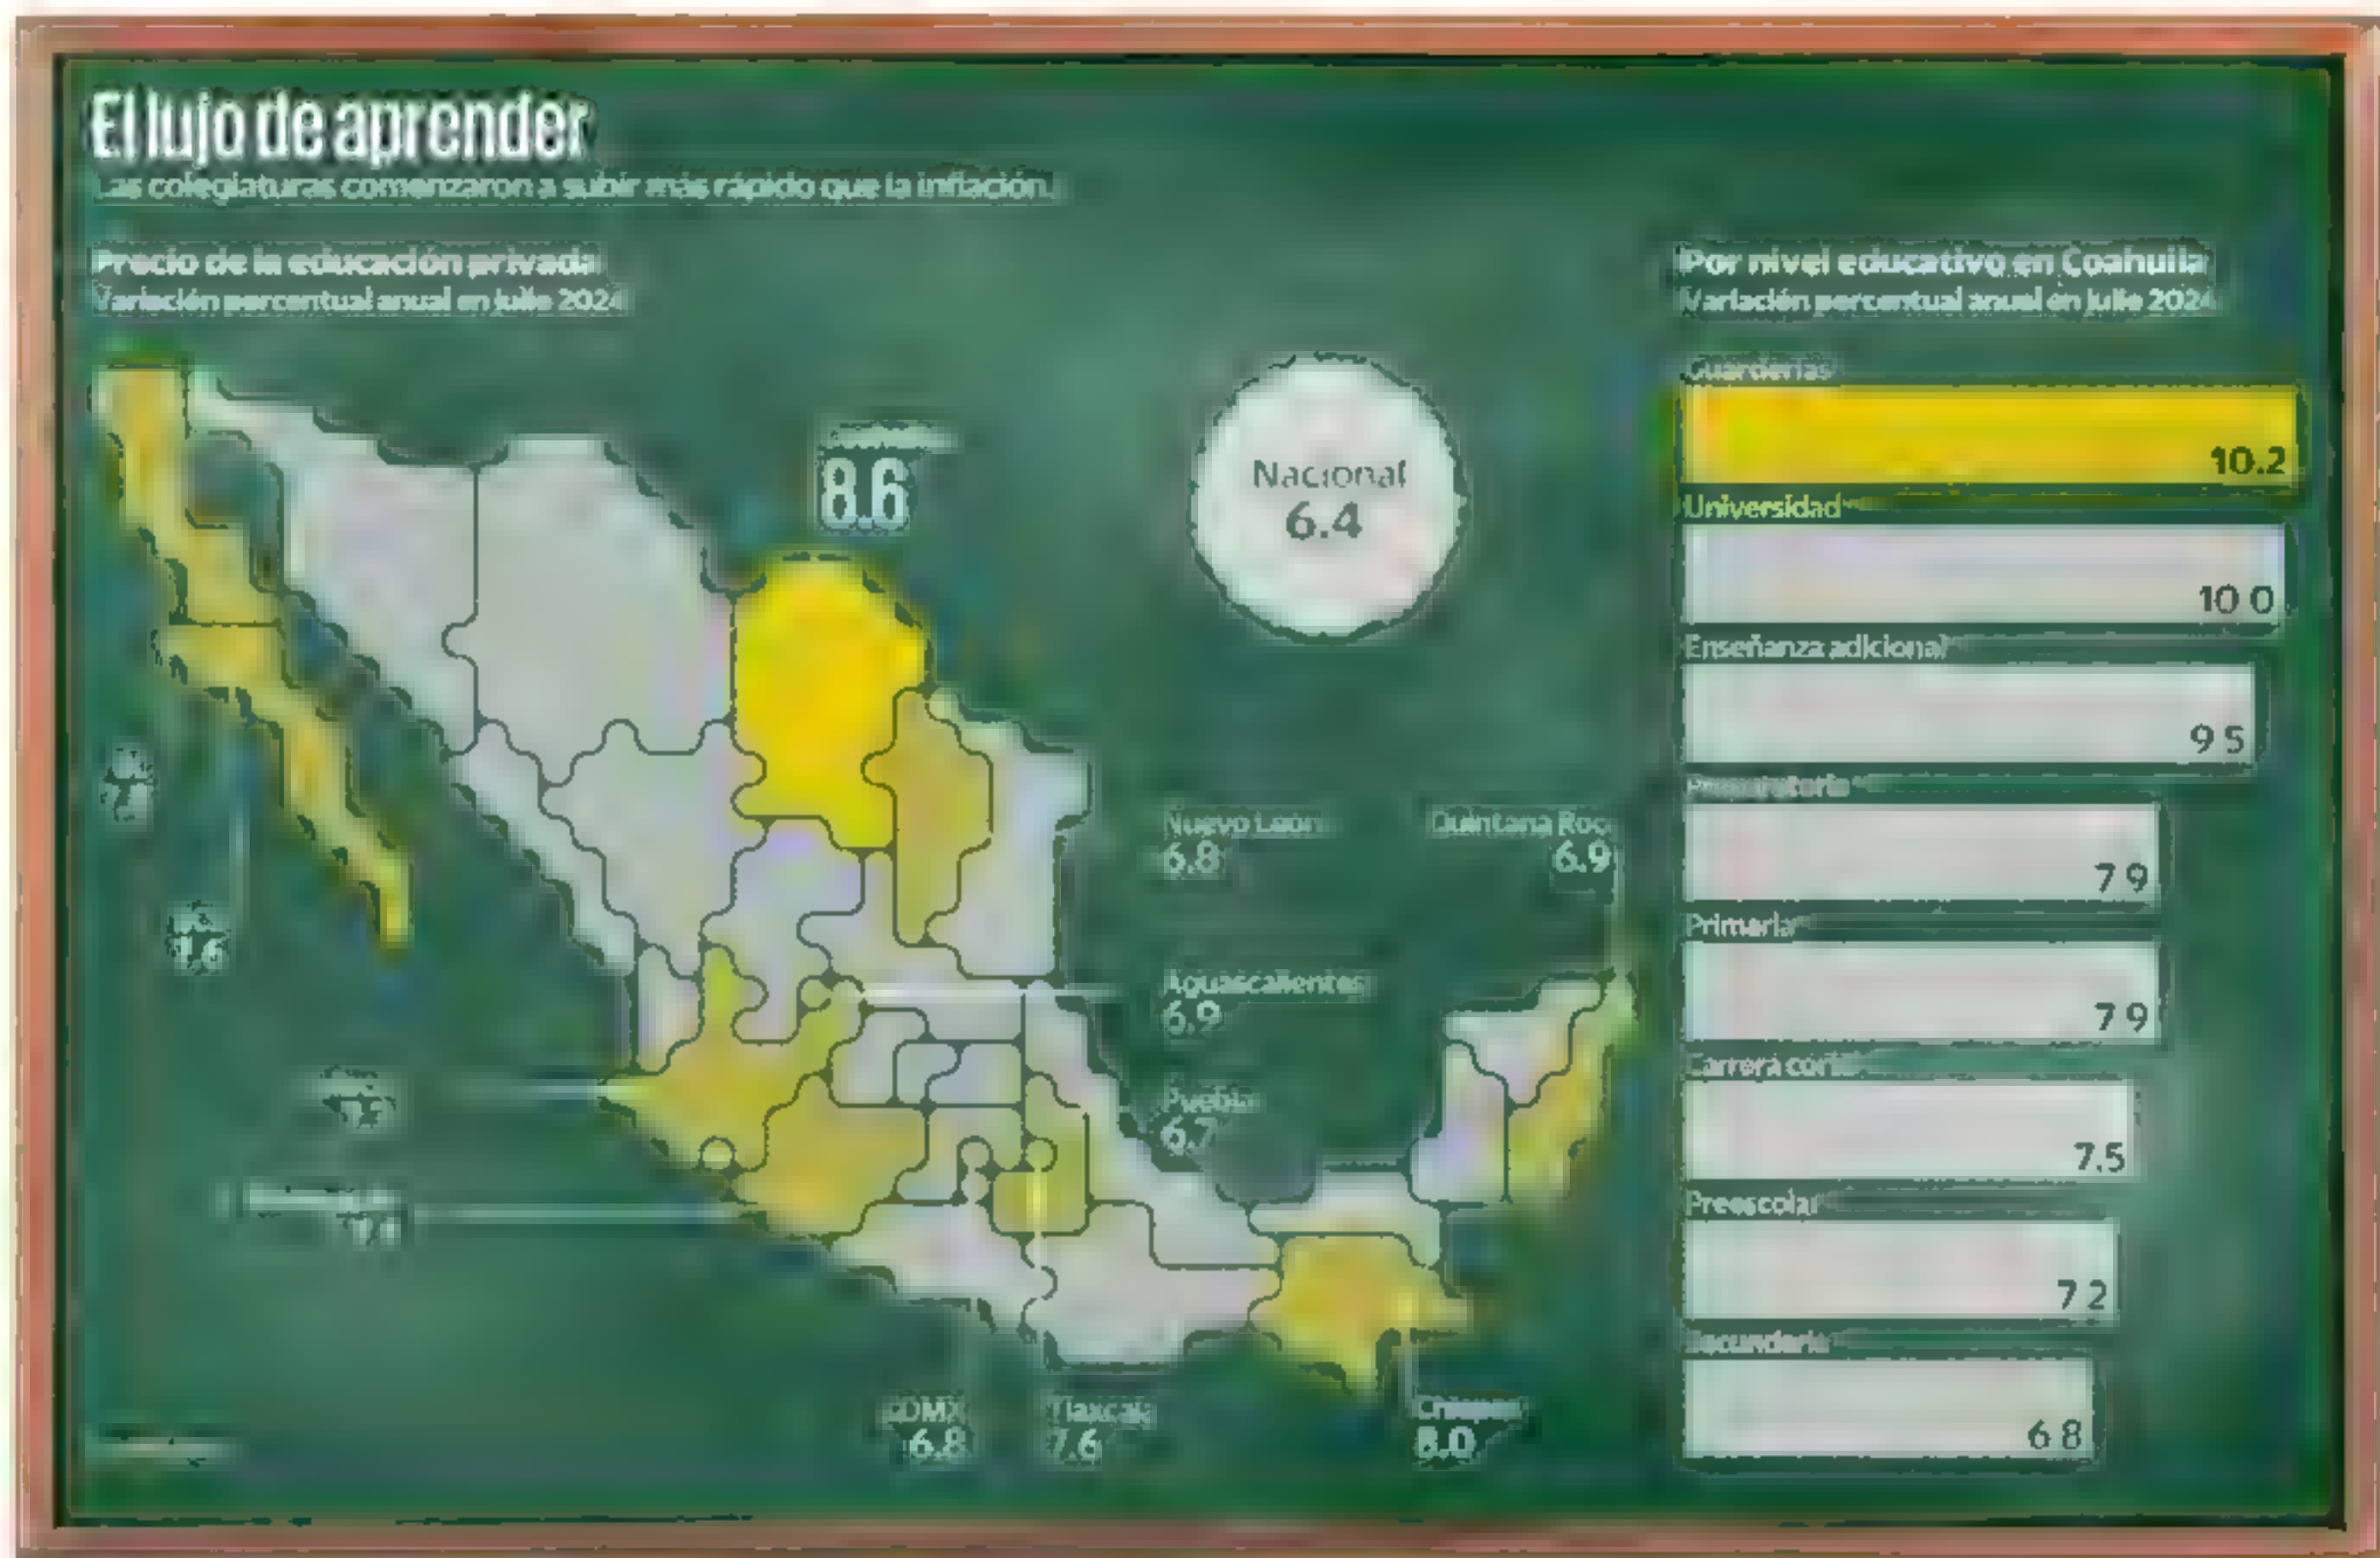 El lujo de aprender
Las colegiaturas comenzaron a subir más rápido que la inflación.
Precio de la educación privada
Variación porcentual anual en julio 2024
8.6
Nacional
6.4
Nuevo León
6.8
Quintana Roo
6.9
Aguascalientes
6.9
Puebla
6.7
CDMX
6.8
Tlaxcala
7.6
Chiapas
8.0
Por nivel educativo en Coahuila
Variación porcentual anual en julio 2024
Guarderías
10.2
Universidad
10.0
Enseñanza adicional
9.5
Preparatoria
7.9
Primaria
7.9
Carrera corta
7.5
Preescolar
7.2
Secundaria
6.8